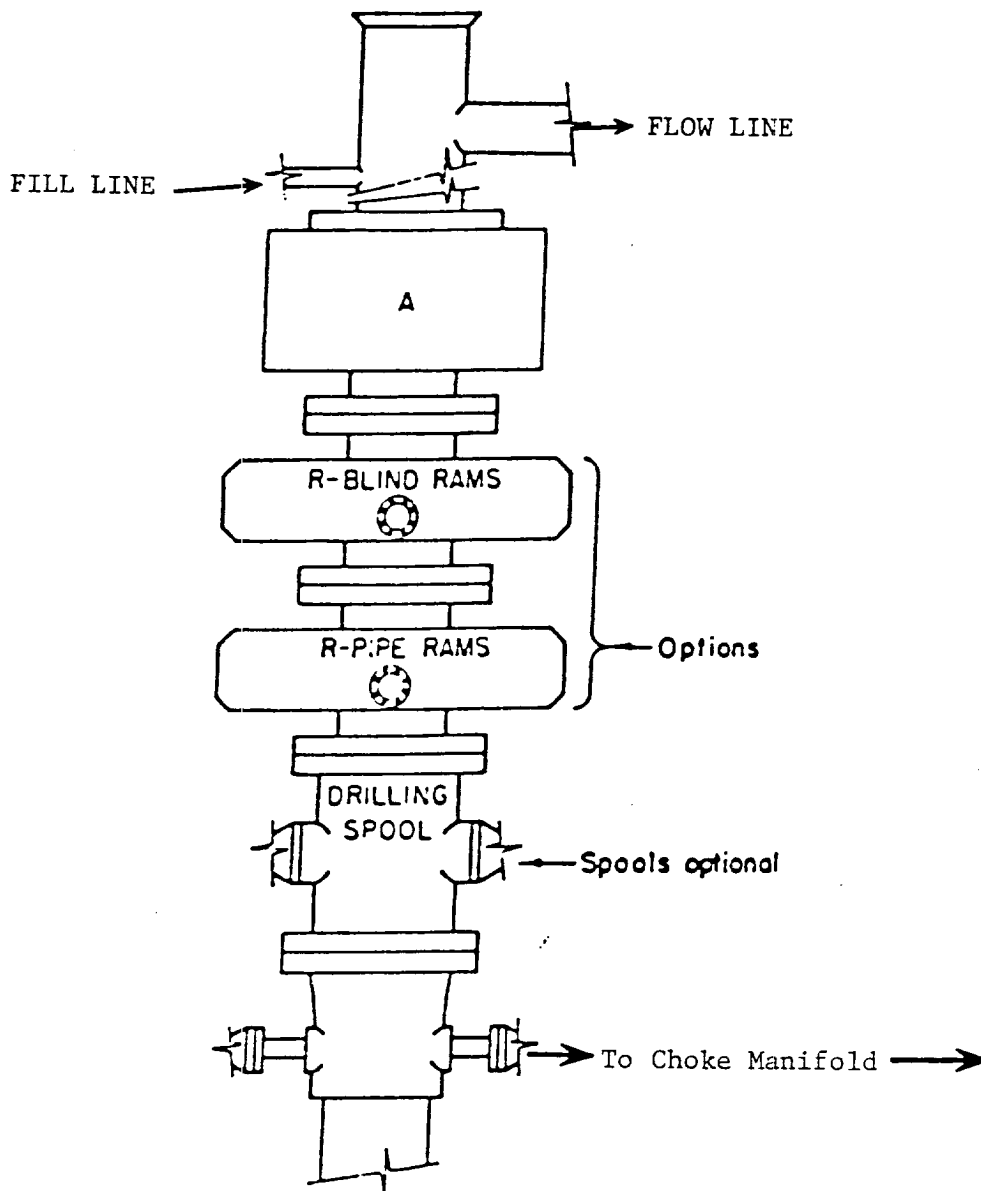 FLOW LINE
FILL LINE
A
R-BLIND RAMS
R-PIPE RAMS
Options
DRILLING
SPOOL
Spools optional
To Choke Manifold